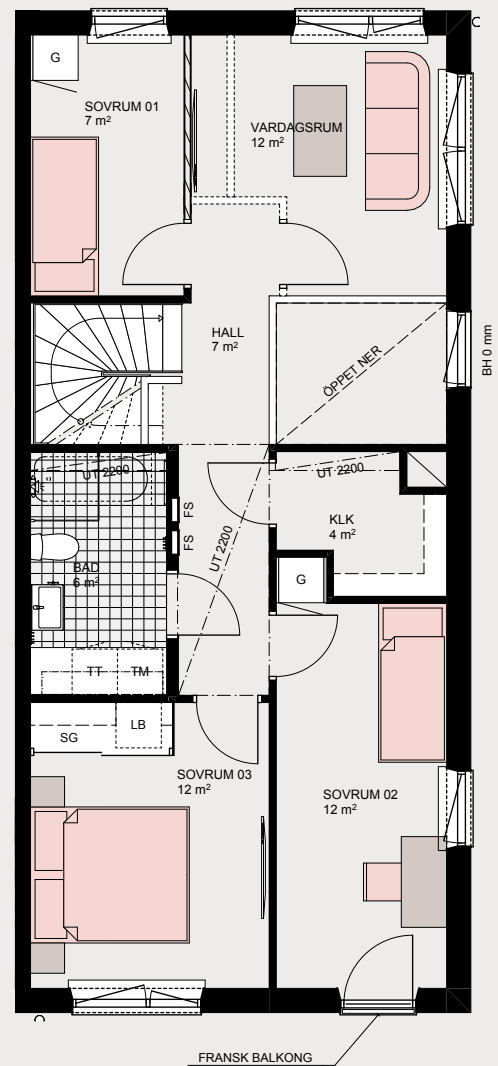 G
SOVRUM 01
7 m²
VARDAGSRUM
12 m²
HALL
7 m²
ÖPPET NER
BH 0 mm
UT 2200
UT 2200
FS
KLK
4 m²
FS
UT 2200
BAD
6 m²
G
TT
TM
LB
SG
SOVRUM 03
12 m²
SOVRUM 02
12 m²
FRANSK BALKONG